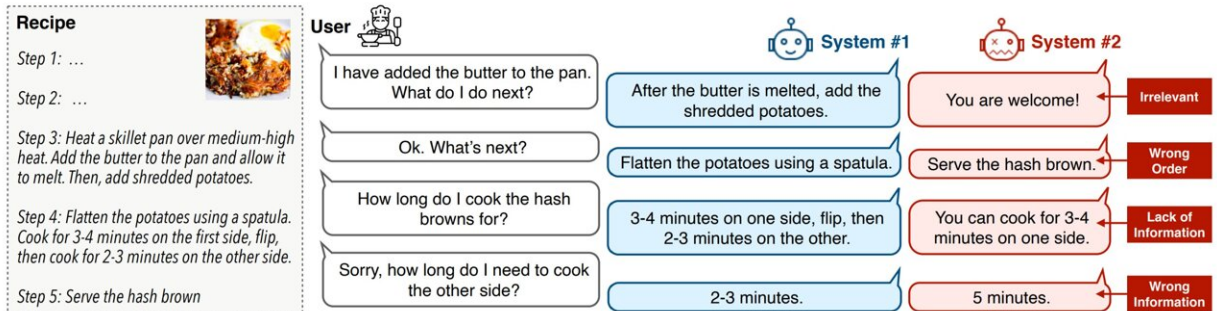 Recipe
Step 1: ...
Step 2: ...
Step 3: Heat a skillet pan over medium-high
heat. Add the butter to the pan and allow it
to melt. Then, add shredded potatoes.
Step 4: Flatten the potatoes using a spatula.
Cook for 3-4 minutes on the first side, flip,
then cook for 2-3 minutes on the other side.
Step 5: Serve the hash brown
User
System #1
System #2
I have added the butter to the pan.
What do I do next?
After the butter is melted, add the
shredded potatoes.
You are welcome!
Irrelevant
Ok. What's next?
Flatten the potatoes using a spatula.
Serve the hash brown.
Wrong
Order
How long do I cook the hash
browns for?
3-4 minutes on one side, flip, then
2-3 minutes on the other.
You can cook for 3-4
minutes on one side.
Lack of
Information
Sorry, how long do I need to cook
the other side?
2-3 minutes.
5 minutes.
Wrong
Information